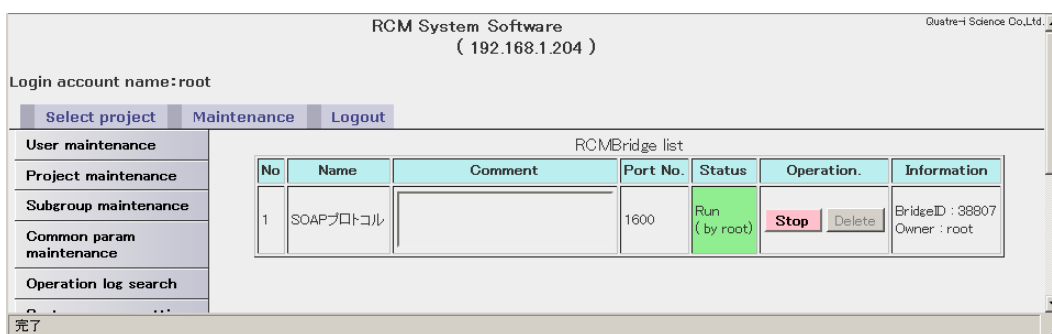 RCM System Software
Quatre-i Science Co.,Ltd.
( 192.168.1.204 )
Login account name:root
Select project
Maintenance
Logout
User maintenance
Project maintenance
Subgroup maintenance
Common param
maintenance
Operation log search
RCMBridge list
No Name Comment Port No. Status Operation. Information
1 SOAPプロトコル 1600 Run
( by root) Stop Delete BridgeID : 38807
Owner : root
完了